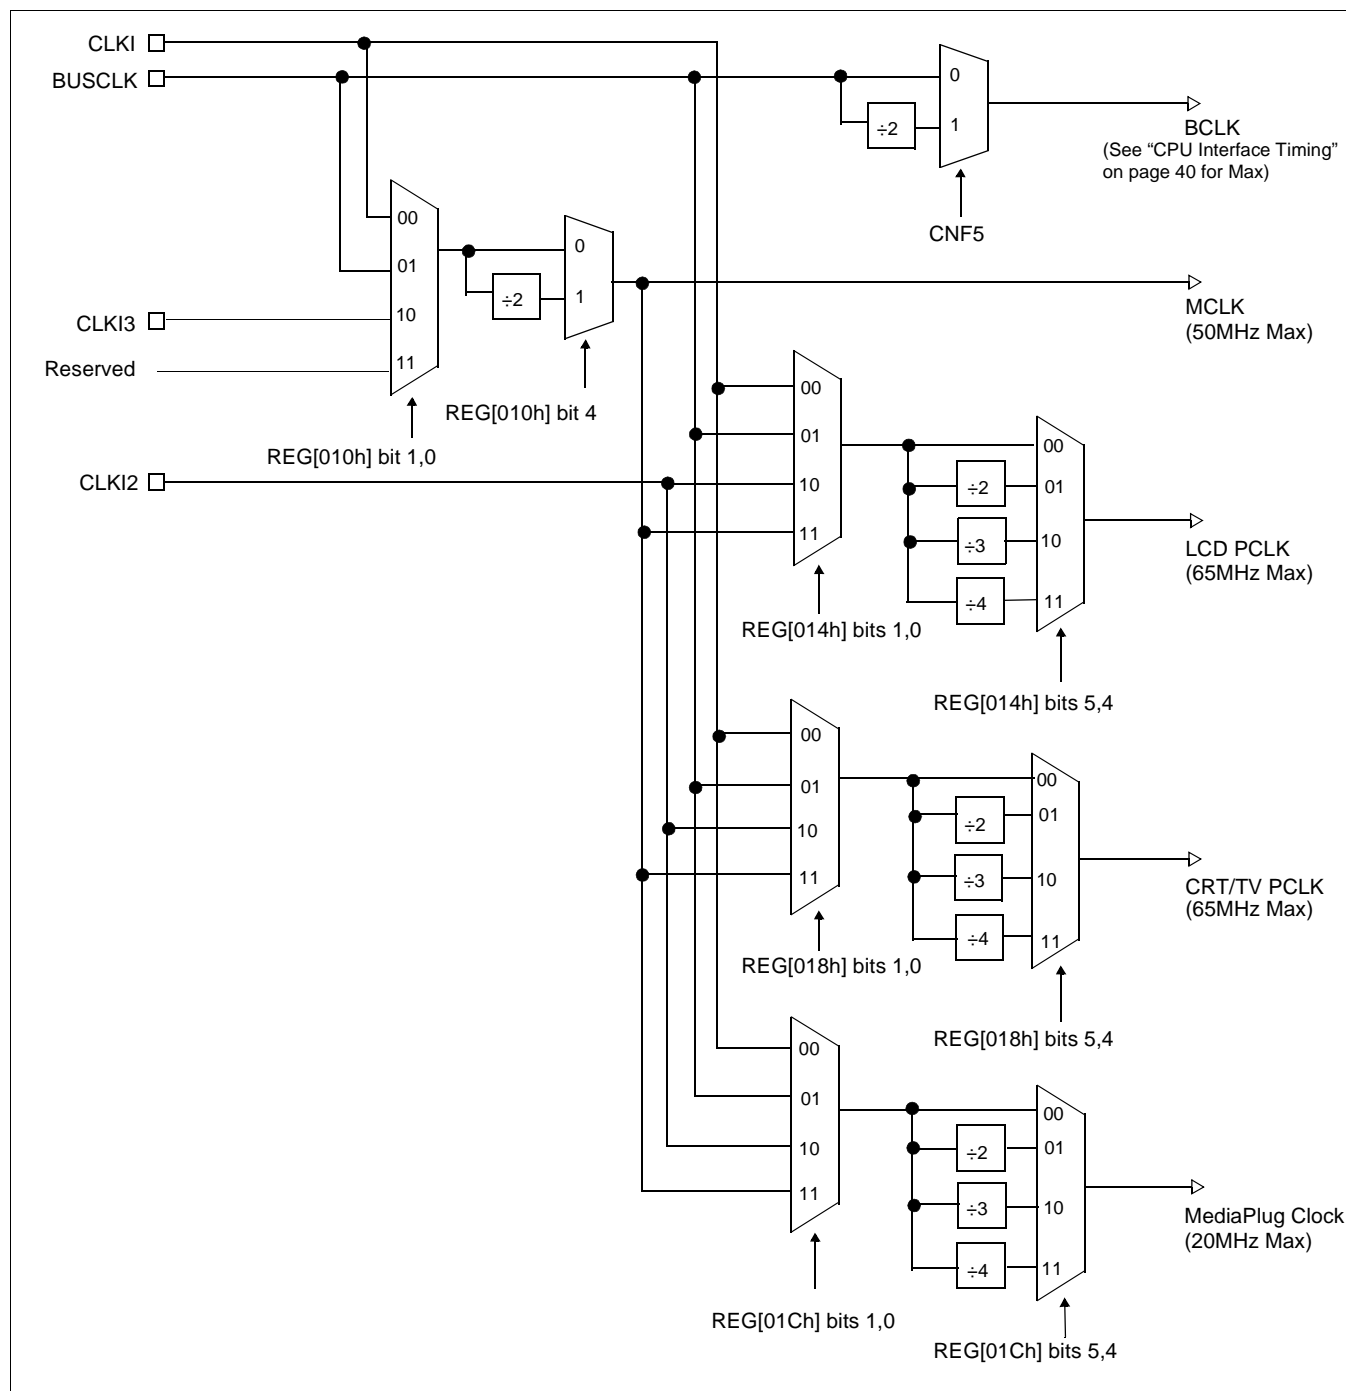 CLKI
BUSCLK
0
÷2
1
BCLK
(See “CPU Interface Timing”
on page 40 for Max)
CNF5
00
01
10
11
CLKI3
Reserved
0
÷2
1
MCLK
(50MHz Max)
REG[010h] bit 4
REG[010h] bit 1,0
CLKI2
00
01
10
11
00
÷2
01
÷3
10
÷4
11
LCD PCLK
(65MHz Max)
REG[014h] bits 1,0
REG[014h] bits 5,4
00
01
10
11
00
÷2
01
÷3
10
÷4
11
CRT/TV PCLK
(65MHz Max)
REG[018h] bits 1,0
REG[018h] bits 5,4
00
01
10
11
00
÷2
01
÷3
10
÷4
11
MediaPlug Clock
(20MHz Max)
REG[01Ch] bits 1,0
REG[01Ch] bits 5,4